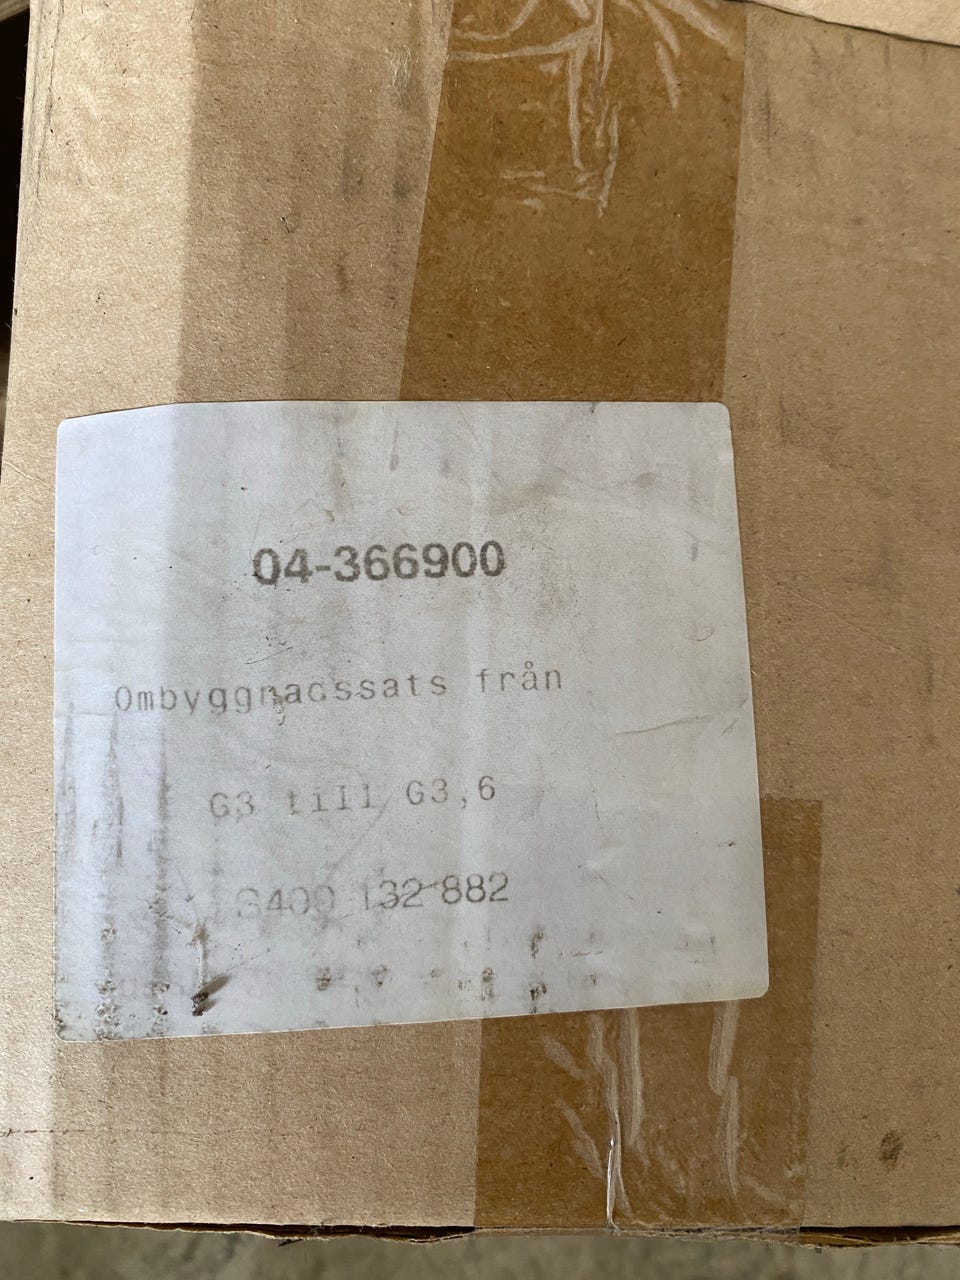 04-366900
Ombyggnadssats från
G3 till G3,6
S400 132 882